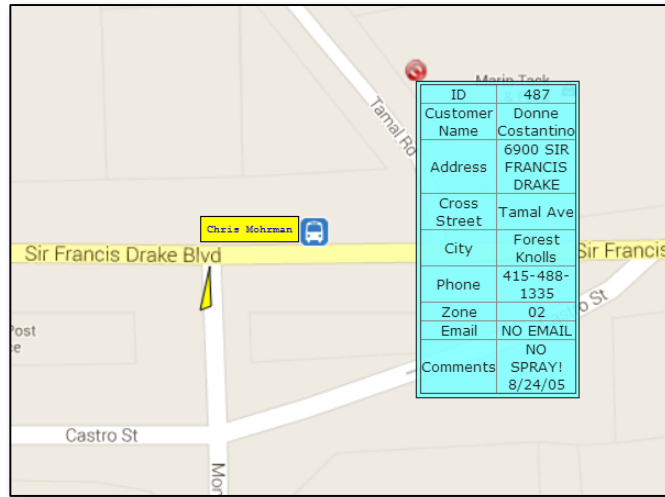 Marin Tack
Tamal Rd
ID 487
Customer Name Donne Costantino
Address 6900 SIR FRANCIS DRAKE
Cross Street Tamal Ave
City Forest Knolls
Phone 415-488-1335
Zone 02
Email NO EMAIL
Comments NO SPRAY! 8/24/05
Chris Mohrman
Sir Francis Drake Blvd
Sir Francis
Post
Castro St
Mon